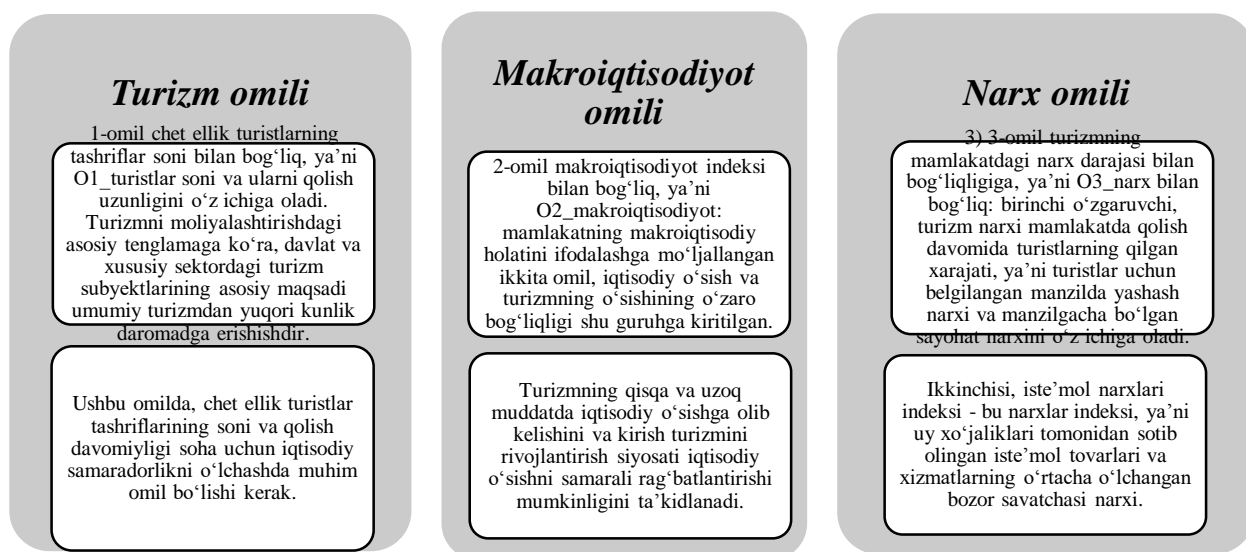 Turizm omili
1-omil chet ellik turistlarning
tashriflar soni bilan bog‘liq, ya’ni
O1_turistlar soni va ularni qolish
uzunligini o‘z ichiga oladi.
Turizmni moliyalashtirishdagi
asosiy tenglamaga ko‘ra, davlat va
xususiy sektordagi turizm
subyektlarining asosiy maqsadi
umumiy turizmdan yuqori kunlik
daromadga erishishdir.
Ushbu omilda, chet ellik turistlar
tashriflarining soni va qolish
davomiyligi soha uchun iqtisodiy
samaradorlikni o‘lchashda muhim
omil bo‘lishi kerak.
Makroiqtisodiyot
omili
2-omil makroiqtisodiyot indeksi
bilan bog‘liq, ya’ni
O2_makroiqtisodiyot:
mamlakatning makroiqtisodiy
holatini ifodalashga mo‘ljallangan
ikkita omil, iqtisodiy o‘sish va
turizmning o‘sishining o‘zaro
bog‘liqligi shu guruhga kiritilgan.
Turizmning qisqa va uzoq
muddatda iqtisodiy o‘sishga olib
kelishini va kirish turizmini
rivojlantirish siyosati iqtisodiy
o‘sishni samarali rag‘batlantirishi
mumkinligini ta’kidlanadi.
Narx omili
3) 3-omil turizmning
mamlakatdagi narx darajasi bilan
bog‘liqligiga, ya’ni O3_narx bilan
bog‘liq: birinchi o‘zgaruvchi,
turizm narxi mamlakatda qolish
davomida turistlarning qilgan
xarajati, ya’ni turistlar uchun
belgilangan manzilda yashash
narxi va manzilgacha bo‘lgan
sayohat narxini o‘z ichiga oladi.
Ikkinchisi, iste’mol narxlari
indeksi - bu narxlar indeksi, ya’ni
uy xo‘jaliklari tomonidan sotib
olingan iste’mol tovarlari va
xizmatlarning o‘rtacha o‘lchangan
bozor savatchasi narxi.